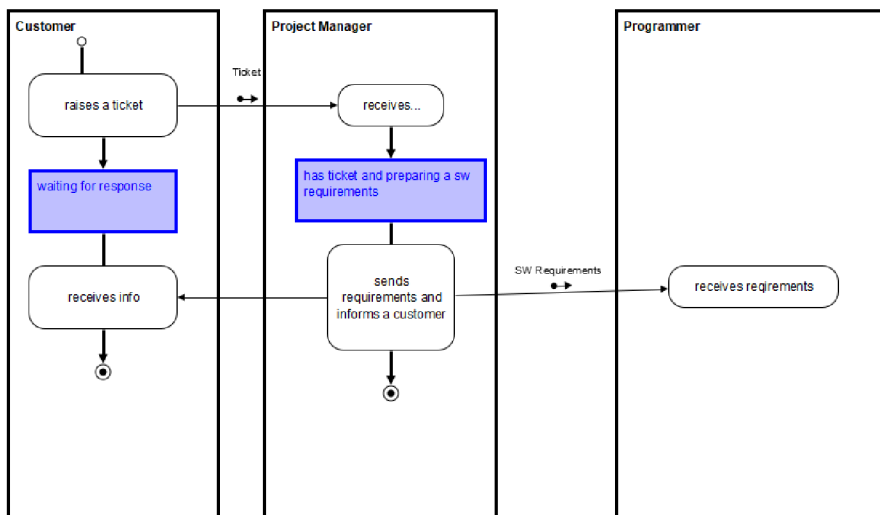 Customer
Project Manager
Programmer
Ticket
raises a ticket
receives...
waiting for response
has ticket and preparing a sw
requirements
SW Requirements
receives info
sends
requirements and
informs a customer
receives reqirements